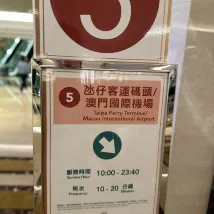 5
5
氹仔客運碼頭/
澳門國際機場
Taipa Ferry Terminal/
Macau International Airport
服務時間
Service Hour
10:00 - 23:40
班次
Frequency
10 - 20 分鐘
Minutes